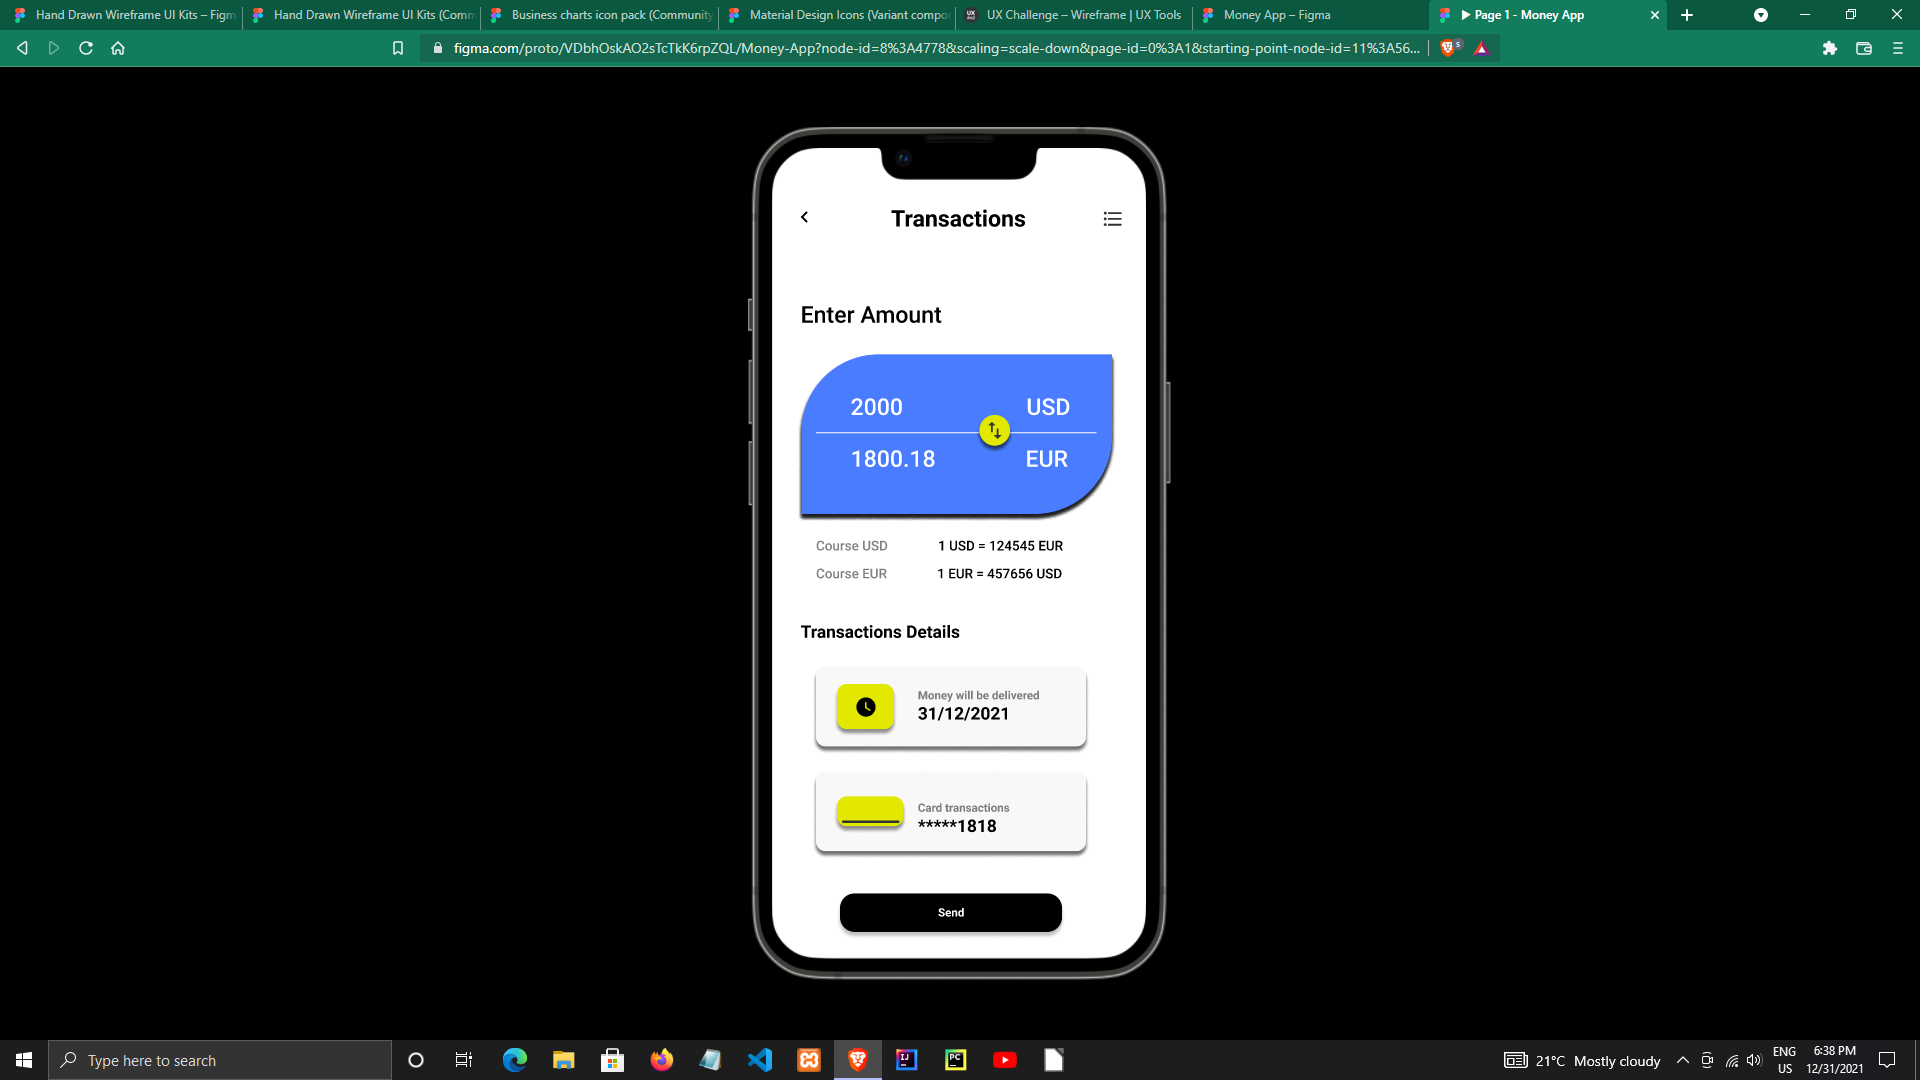 Hand Drawn Wireframe UI Kits – Figm
Hand Drawn Wireframe UI Kits (Comm
Business charts icon pack (Community
Material Design Icons (Variant compo
UX Challenge – Wireframe | UX Tools
Money App – Figma
Page 1 - Money App
figma.com/proto/VDbhOskAO2sTcTkK6rpZQL/Money-App?node-id=8%3A4778&scaling=scale-down&page-id=0%3A1&starting-point-node-id=11%3A56...
5
Transactions
Enter Amount
2000 USD
1800.18 EUR
Course USD 1 USD = 124545 EUR
Course EUR 1 EUR = 457656 USD
Transactions Details
Money will be delivered
31/12/2021
Card transactions
*****1818
Send
Type here to search
21°C Mostly cloudy
ENG
US
6:38 PM
12/31/2021